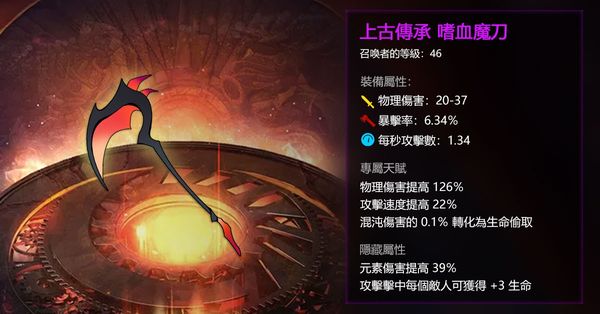 上古傳承 嗜血魔刀
召喚者的等級：46
裝備屬性：
物理傷害：20-37
暴擊率：6.34%
每秒攻擊數：1.34
專屬天賦
物理傷害提高 126%
攻擊速度提高 22%
混沌傷害的 0.1% 轉化為生命偷取
隱藏屬性
元素傷害提高 39%
攻擊擊中每個敵人可獲得 +3 生命